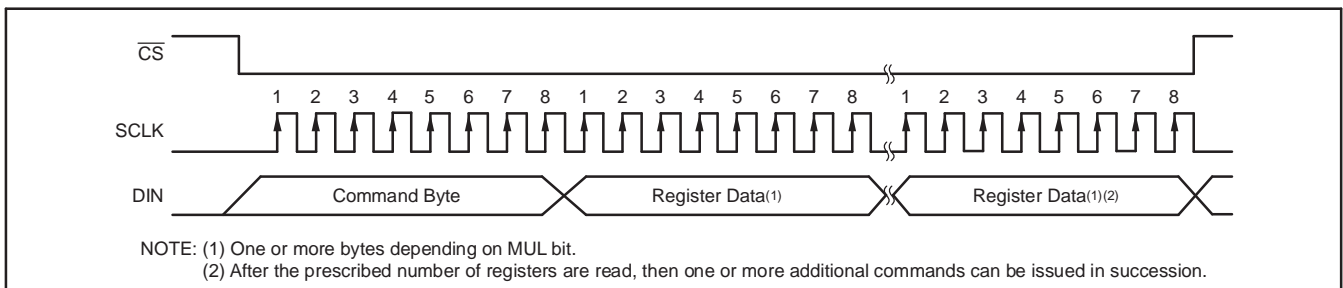 CS
1 2 3 4 5 6 7 8 1 2 3 4 5 6 7 8 1 2 3 4 5 6 7 8
SCLK
DIN Command Byte Register Data(1) Register Data(1)(2)
NOTE: (1) One or more bytes depending on MUL bit.
(2) After the prescribed number of registers are read, then one or more additional commands can be issued in succession.